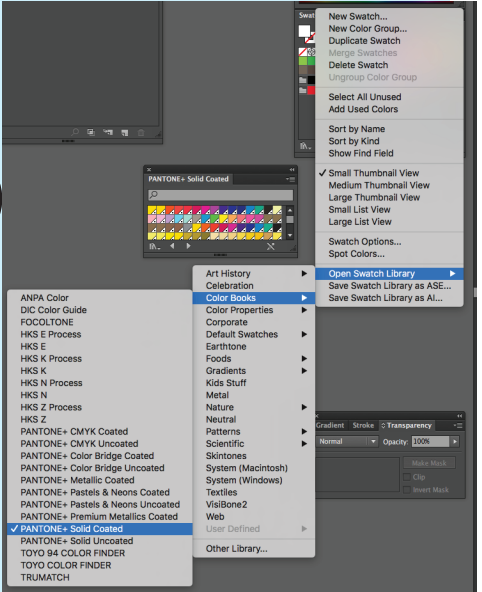 Swat
New Swatch...
New Color Group...
Duplicate Swatch
Merge Swatches
Delete Swatch
Ungroup Color Group
Select All Unused
Add Used Colors
Sort by Name
Sort by Kind
Show Find Field
✓ Small Thumbnail View
Medium Thumbnail View
Large Thumbnail View
Small List View
Large List View
Swatch Options...
Spot Colors...
Open Swatch Library
Save Swatch Library as ASE...
Save Swatch Library as AI...
PANTONE+ Solid Coated
Art History
Celebration
Color Books
Color Properties
Corporate
Default Swatches
Earthtone
Foods
Gradients
Kids Stuff
Metal
Nature
Neutral
Patterns
Scientific
Skintones
System (Macintosh)
System (Windows)
Textiles
VisiBone2
Web
User Defined
Other Library...
ANPA Color
DIC Color Guide
FOCOLTONE
HKS E Process
HKS E
HKS K Process
HKS K
HKS N Process
HKS N
HKS Z Process
HKS Z
PANTONE+ CMYK Coated
PANTONE+ CMYK Uncoated
PANTONE+ Color Bridge Coated
PANTONE+ Color Bridge Uncoated
PANTONE+ Metallic Coated
PANTONE+ Pastels & Neons Coated
PANTONE+ Pastels & Neons Uncoated
PANTONE+ Premium Metallics Coated
✓ PANTONE+ Solid Coated
PANTONE+ Solid Uncoated
TOYO 94 COLOR FINDER
TOYO COLOR FINDER
TRUMATCH
Gradient Stroke Transparency
Normal Opacity: 100%
Make Mask
Clip
Invert Mask